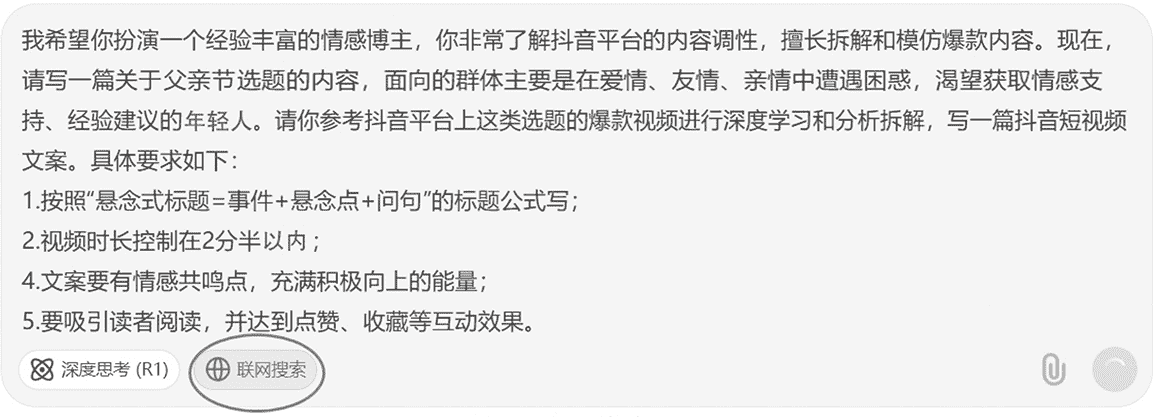 我希望你扮演一个经验丰富的情感博主，你非常了解抖音平台的内容调性，擅长拆解和模仿爆款内容。现在，
请写一篇关于父亲节选题的内容，面向的群体主要是在爱情、友情、亲情中遭遇困惑，渴望获取情感支
持、经验建议的年轻人。请你参考抖音平台上这类选题的爆款视频进行深度学习和分析拆解，写一篇抖音短视频
文案。具体要求如下：
1.按照“悬念式标题=事件+悬念点+问句”的标题公式写；
2.视频时长控制在2分半以内；
4.文案要有情感共鸣点，充满积极向上的能量；
5.要吸引读者阅读，并达到点赞、收藏等互动效果。
深度思考 (R1) 联网搜索